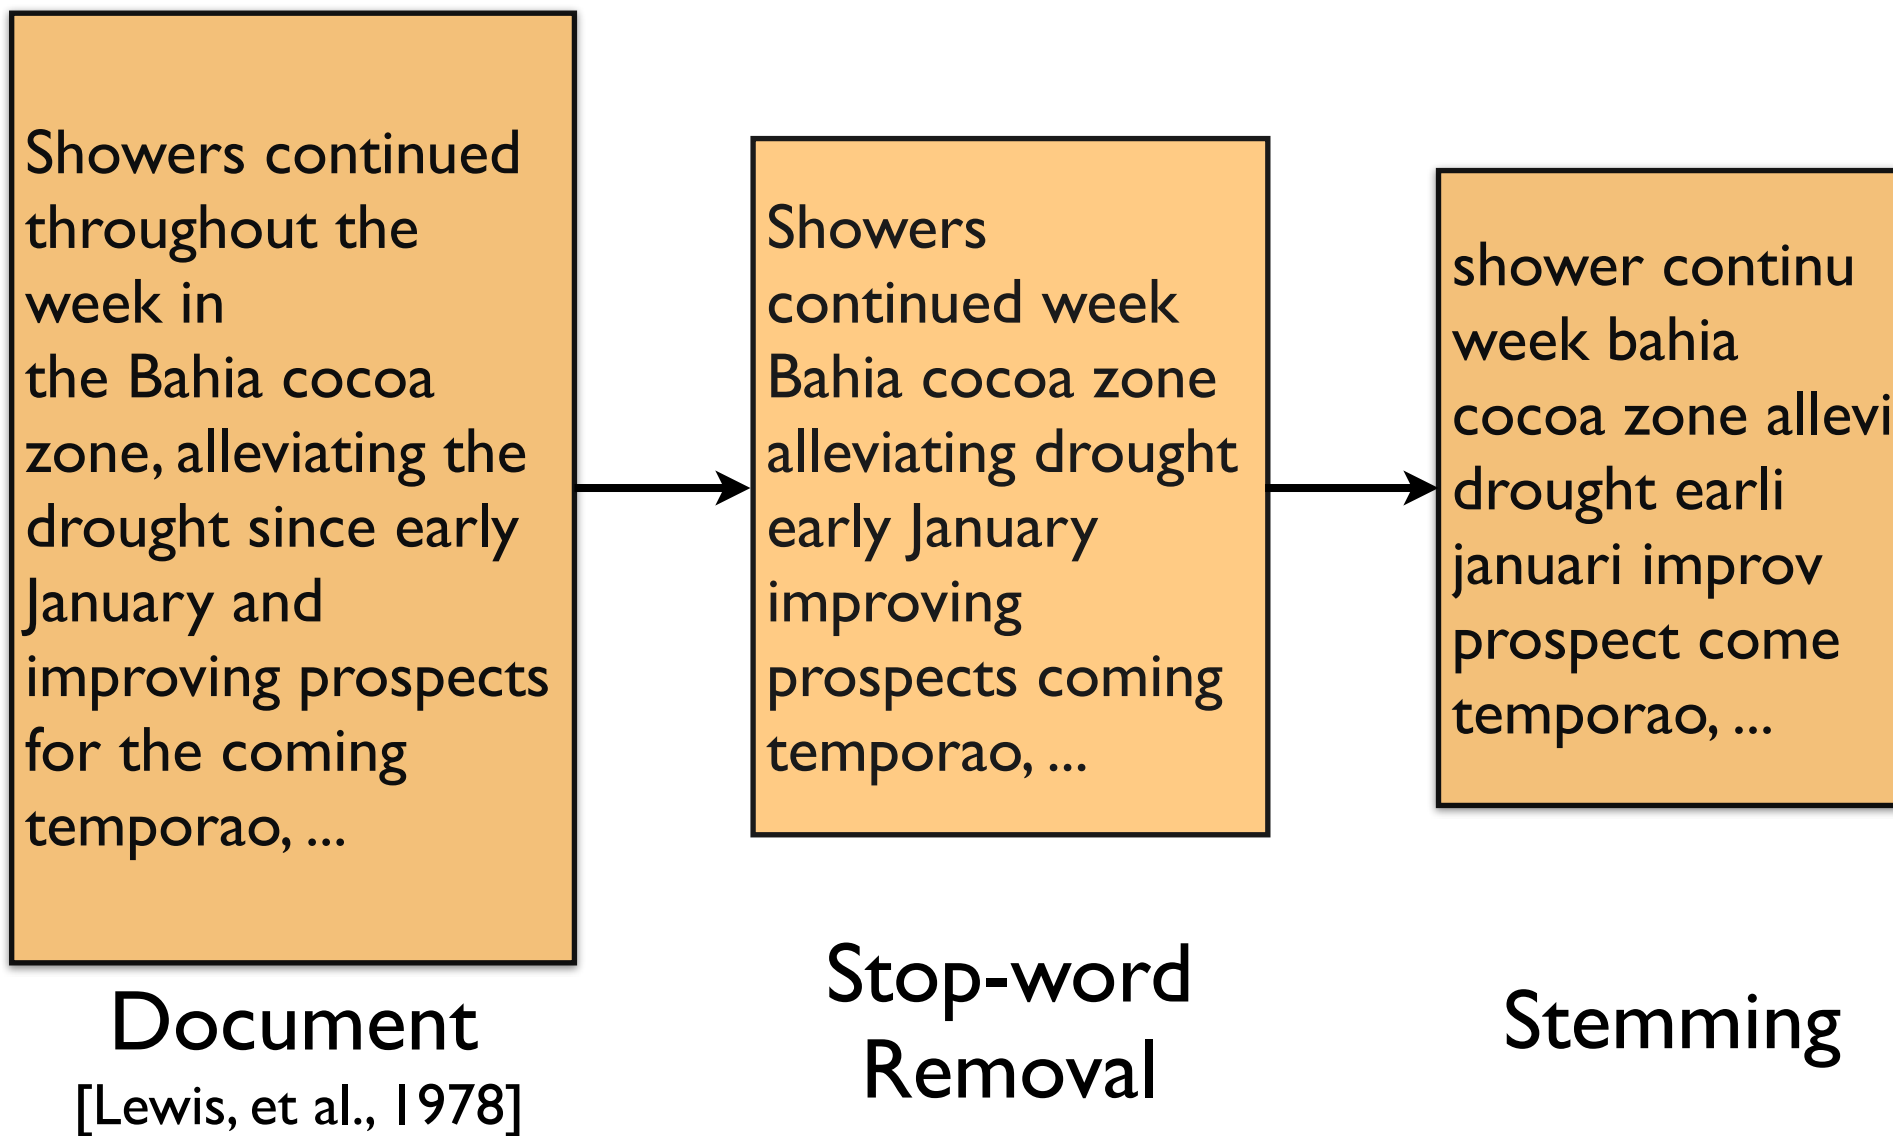 Showers continued
throughout the
week in
the Bahia cocoa
zone, alleviating the
drought since early
January and
improving prospects
for the coming
temporao, ...
Document
[Lewis, et al., 1978]
Showers
continued week
Bahia cocoa zone
alleviating drought
early January
improving
prospects coming
temporao, ...
Stop-word
Removal
shower continu
week bahia
cocoa zone allevi
drought earli
januari improv
prospect come
temporao, ...
Stemming